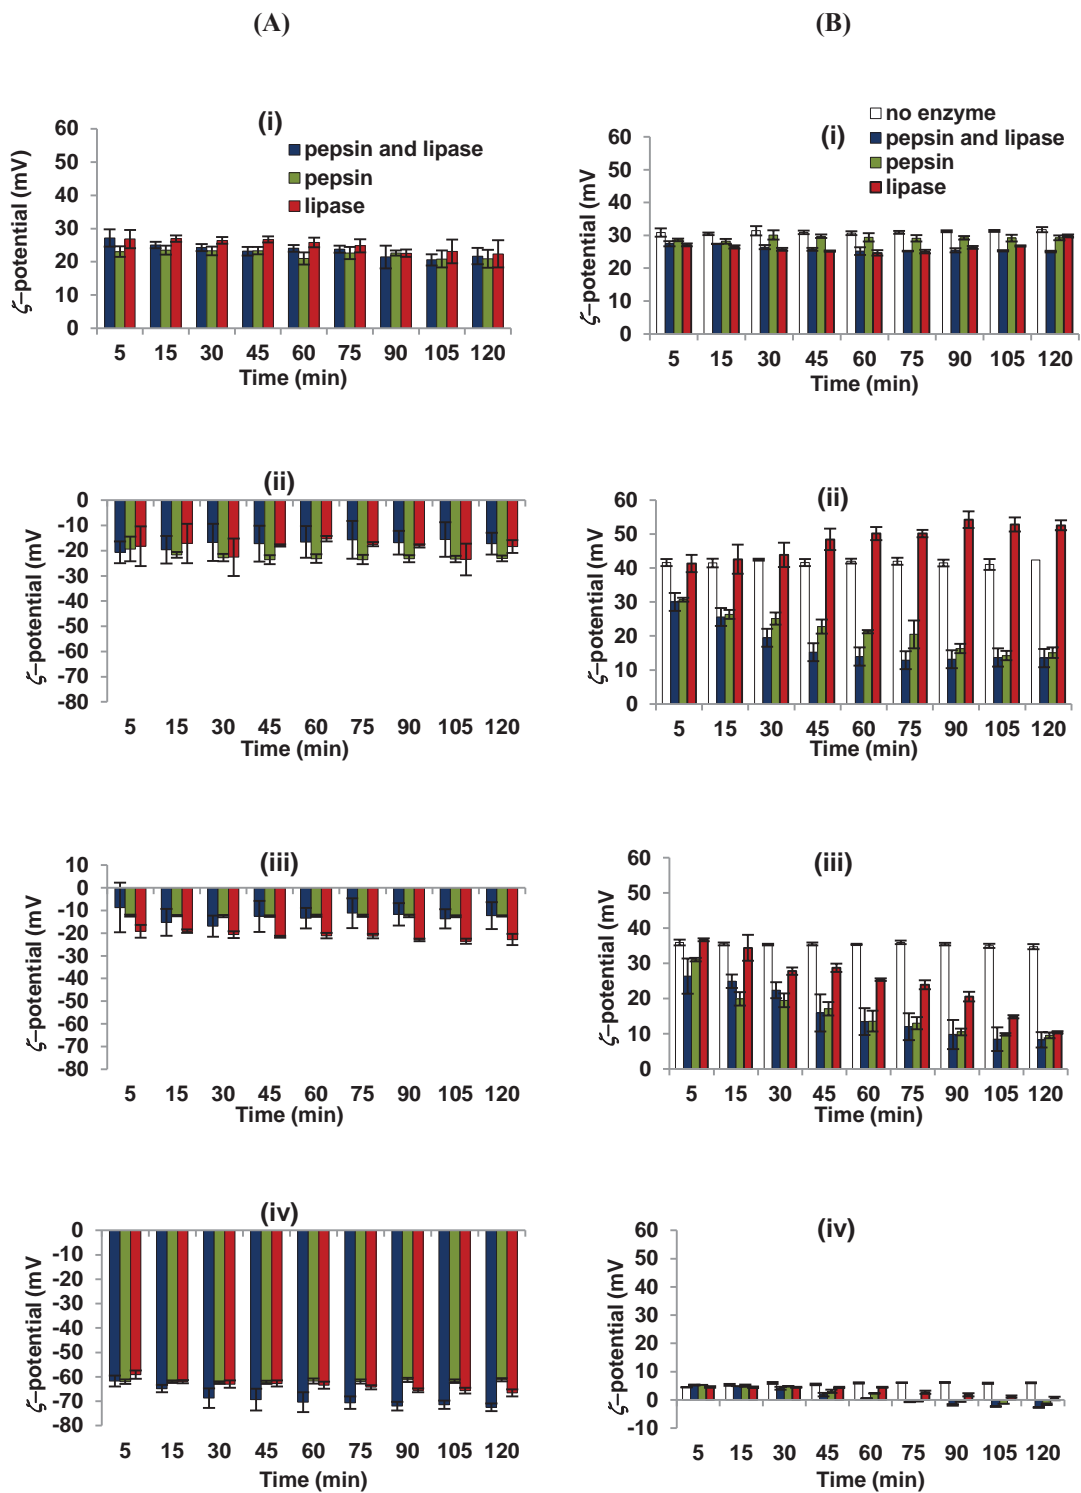 (A)
(i)
60
50
40
30
20
10
0
ζ–potential (mV)
pepsin and lipase
pepsin
lipase
5 15 30 45 60 75 90 105 120
Time (min)
(ii)
0
-10
-20
-30
-40
-50
-60
-70
-80
ζ–potential (mV
5 15 30 45 60 75 90 105 120
Time (min)
(iii)
10
0
-10
-20
-30
-40
-50
-60
-70
-80
ζ–potential (mV
5 15 30 45 60 75 90 105 120
Time (min)
(iv)
0
-10
-20
-30
-40
-50
-60
-70
-80
ζ–potential (mV
5 15 30 45 60 75 90 105 120
Time (min)
(B)
(i)
no enzyme
pepsin and lipase
pepsin
lipase
60
50
40
30
20
10
0
ζ–potential (mV
5 15 30 45 60 75 90 105 120
Time (min)
(ii)
60
50
40
30
20
10
0
ζ–potential (mV
5 15 30 45 60 75 90 105 120
Time (min)
(iii)
60
50
40
30
20
10
0
ζ–potential (mV
5 15 30 45 60 75 90 105 120
Time (min)
(iv)
60
50
40
30
20
10
0
-10
ζ–potential (mV
5 15 30 45 60 75 90 105 120
Time (min)